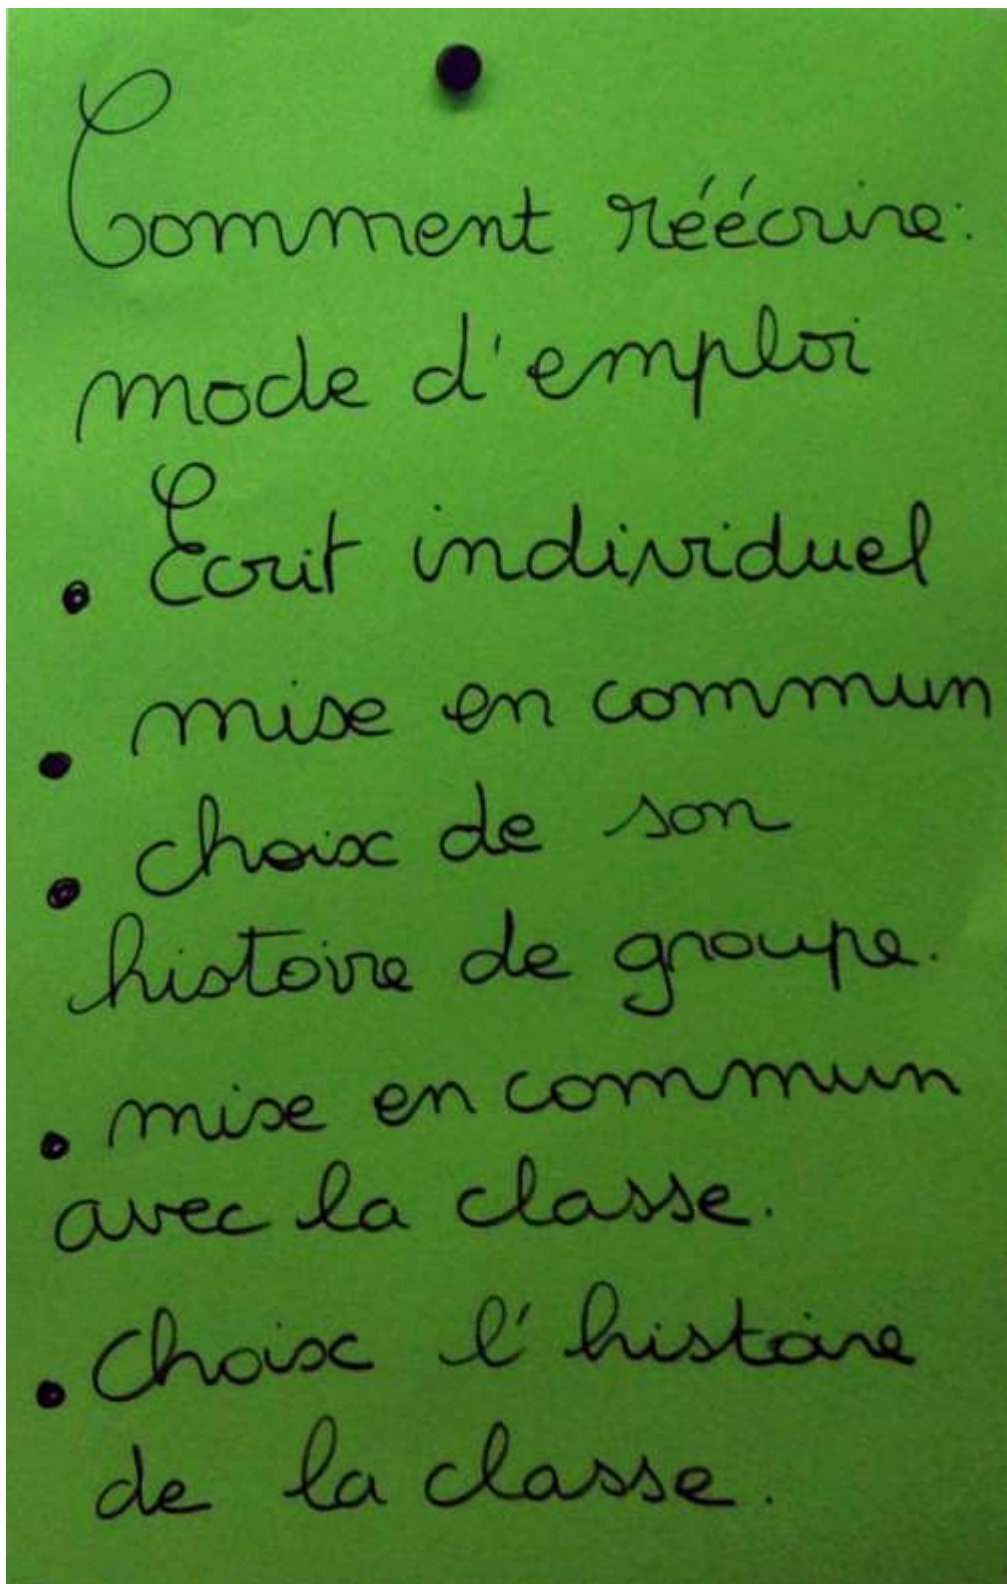 Comment réécrire:
mode d'emploi
• Ecrit individuel
• mise en commun
• choix de son
histoire de groupe.
• mise en commun
avec la classe.
• Choix l'histoire
de la classe.